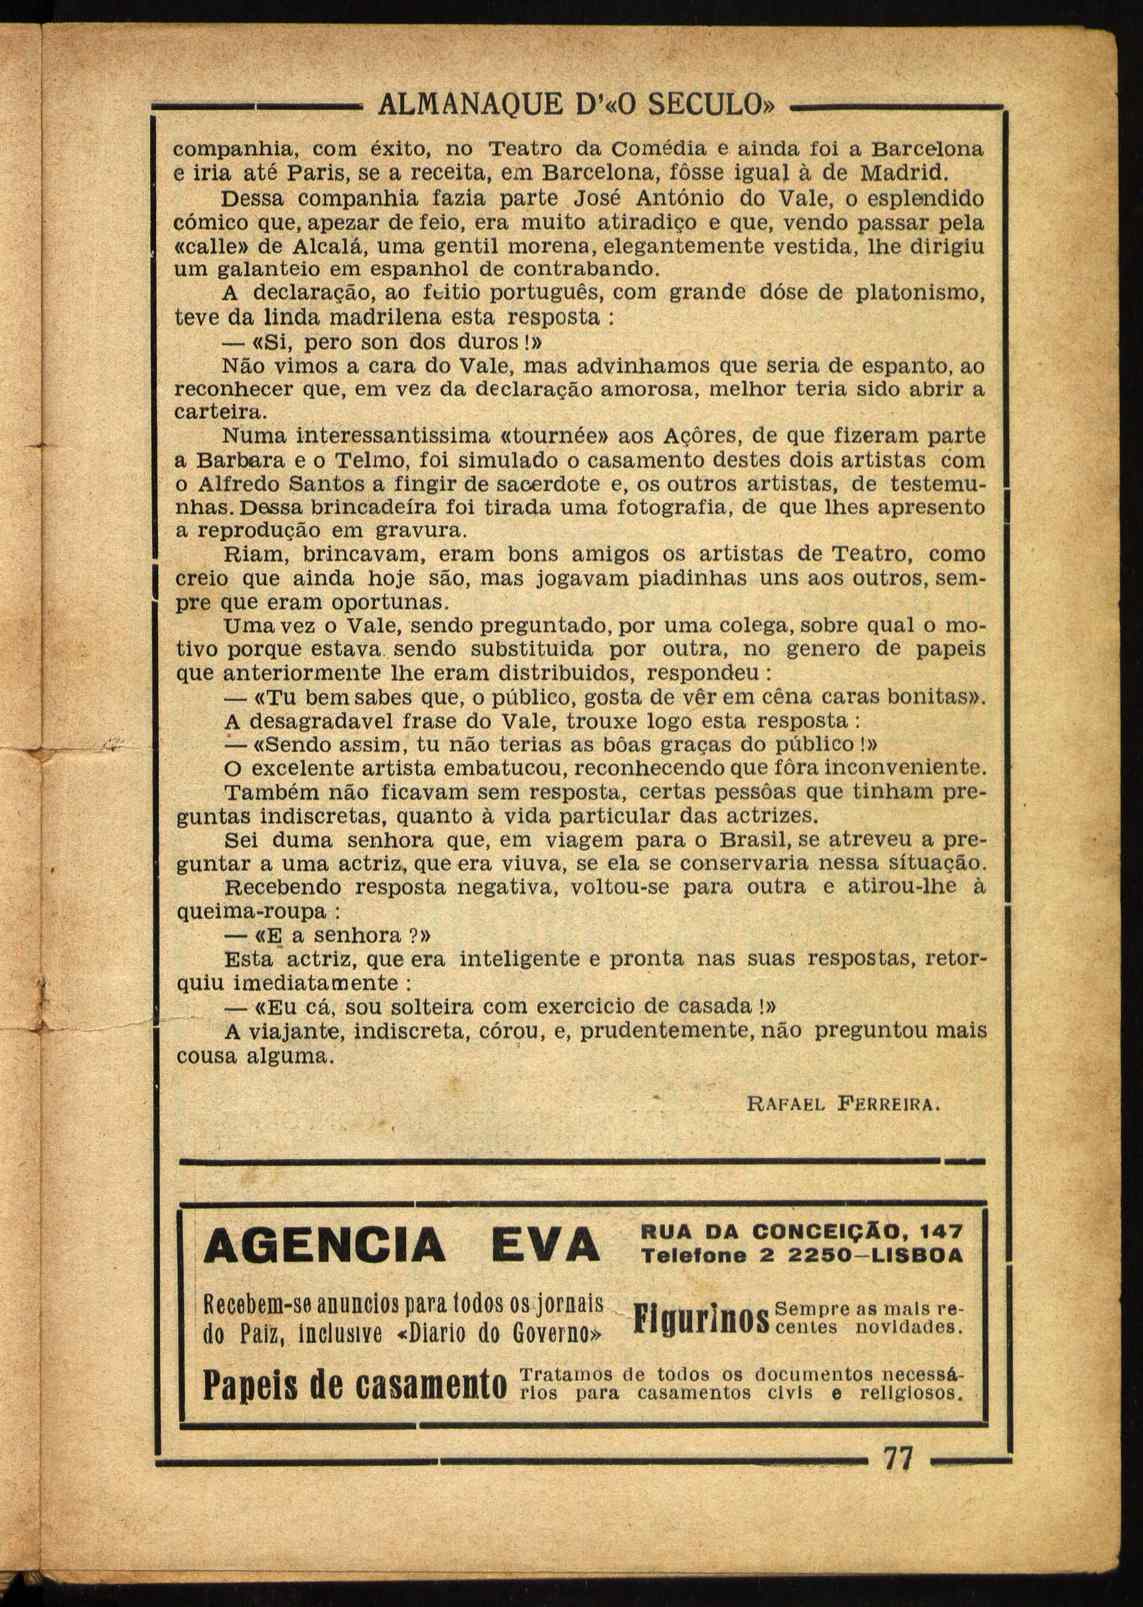 ALMANAQUE D'«O SECULO»
companhia, com éxito, no Teatro da Comédia e ainda foi a Barcelona
e iria até Paris, se a receita, em Barcelona, fôsse igual à de Madrid.
Dessa companhia fazia parte José António do Vale, o esplendido
cómico que, apezar de feio, era muito atiradiço e que, vendo passar pela
«calle» de Alcalá, uma gentil morena, elegantemente vestida, lhe dirigiu
um galanteio em espanhol de contrabando.
A declaração, ao feitio português, com grande dóse de platonismo,
teve da linda madrilena esta resposta :
— «Si, pero son dos duros !»
Não vimos a cara do Vale, mas advinhamos que seria de espanto, ao
reconhecer que, em vez da declaração amorosa, melhor teria sido abrir a
carteira.
Numa interessantissima «tournée» aos Açôres, de que fizeram parte
a Barbara e o Telmo, foi simulado o casamento destes dois artistas com
o Alfredo Santos a fingir de sacerdote e, os outros artistas, de testemu-
nhas. Dessa brincadeíra foi tirada uma fotografia, de que lhes apresento
a reprodução em gravura.
Riam, brincavam, eram bons amigos os artistas de Teatro, como
creio que ainda hoje são, mas jogavam piadinhas uns aos outros, sem-
pre que eram oportunas.
Uma vez o Vale, sendo preguntado, por uma colega, sobre qual o mo-
tivo porque estava sendo substituida por outra, no genero de papeis
que anteriormente lhe eram distribuidos, respondeu :
— «Tu bem sabes que, o público, gosta de vêr em cêna caras bonitas».
A desagradavel frase do Vale, trouxe logo esta resposta :
— «Sendo assim, tu não terias as bôas graças do público !»
O excelente artista embatucou, reconhecendo que fôra inconveniente.
Também não ficavam sem resposta, certas pessôas que tinham pre-
guntas indiscretas, quanto à vida particular das actrizes.
Sei duma senhora que, em viagem para o Brasil, se atreveu a pre-
guntar a uma actriz, que era viuva, se ela se conservaria nessa sítuação.
Recebendo resposta negativa, voltou-se para outra e atirou-lhe à
queima-roupa :
— «E a senhora ?»
Esta actriz, que era inteligente e pronta nas suas respostas, retor-
quiu imediatamente :
— «Eu cá, sou solteira com exercicio de casada !»
A viajante, indiscreta, córou, e, prudentemente, não preguntou mais
cousa alguma.
RAFAEL FERREIRA.
AGENCIA EVA
RUA DA CONCEIÇÃO, 147
Telefone 2 2250—LISBOA
Recebem-se anuncios para todos os jornais
do Paiz, inclusive «Diario do Governo»
Figurinos Sempre as mais re-
centes novidades.
Papeis de casamento Tratamos de todos os documentos necessá-
rios para casamentos civis e religiosos.
77